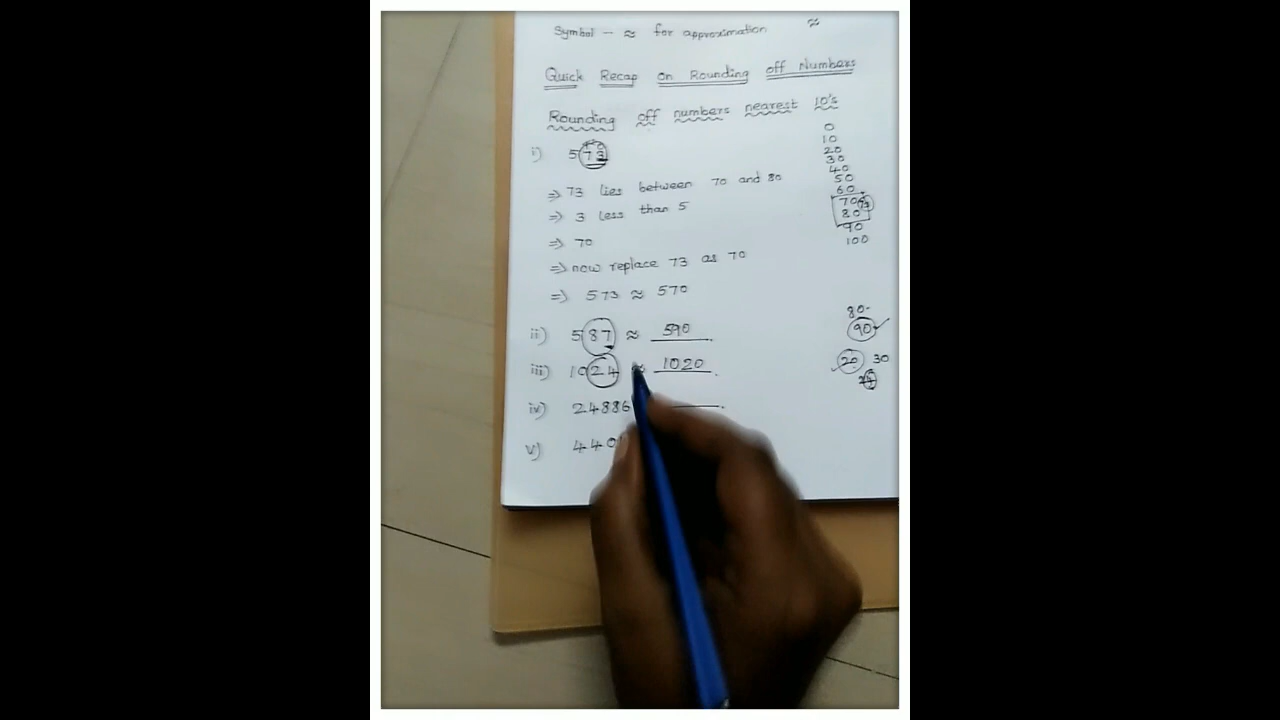 Symbol - ≈ for approximation ≈
Quick Recap on Rounding off Numbers
Rounding off numbers nearest 10's
i) 573
⇒ 73 lies between 70 and 80
⇒ 3 less than 5
⇒ 70
⇒ now replace 73 as 70
⇒ 573 ≈ 570
ii) 587 ≈ 590
iii) 1024 ≈ 1020
iv) 24886
v) 440
0
10
20
30
40
50
60
70 73
80
90
100
80
90 ✓
20 30
24